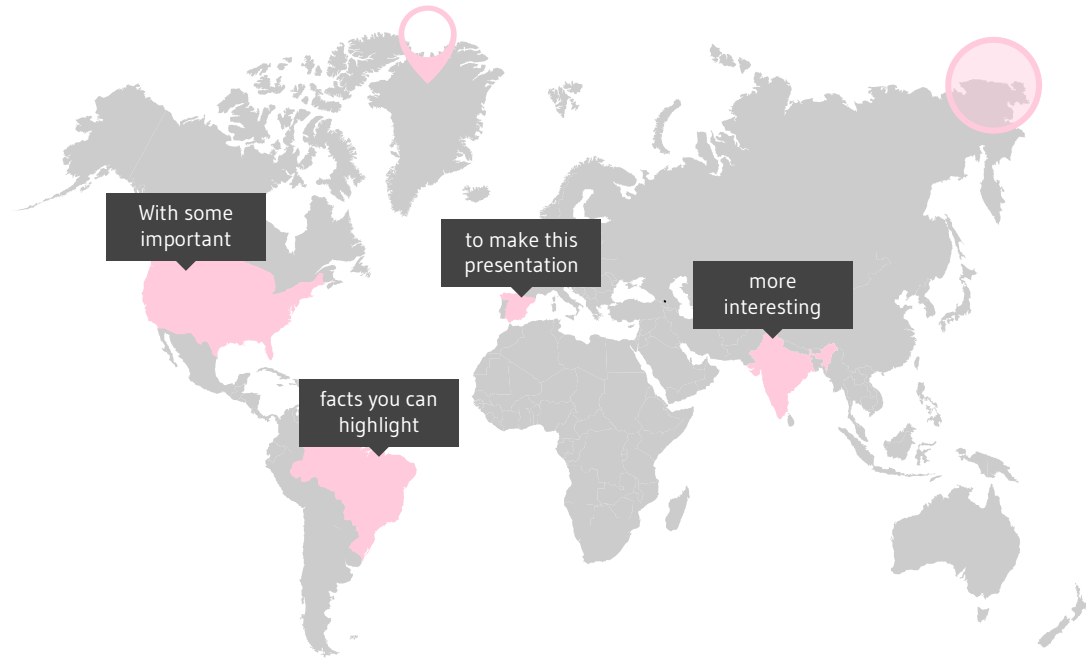 With some
important
facts you can
highlight
to make this
presentation
more
interesting